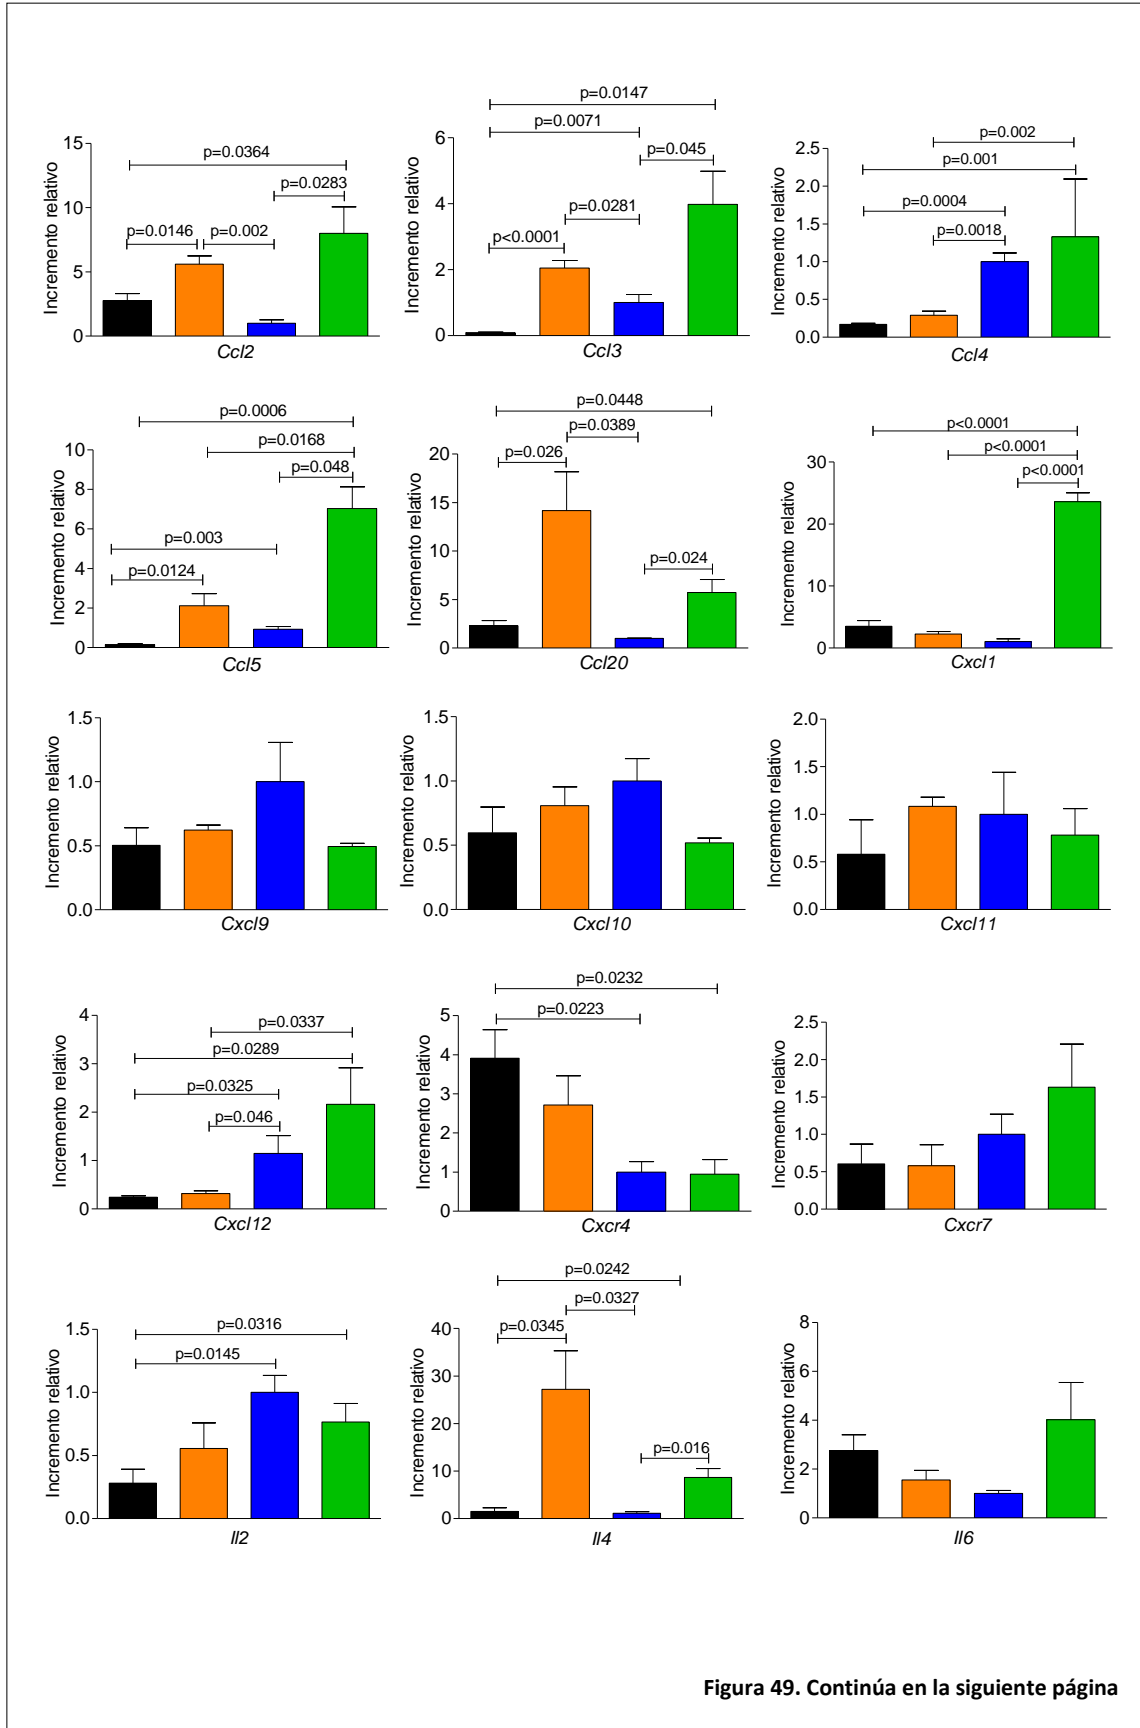 p=0.0147
p=0.0071
p=0.045
p=0.0281
p<0.0001
Incremento relativo
6
4
2
0
Ccl3
p=0.0364
p=0.0283
p=0.0146
p=0.002
Incremento relativo
15
10
5
0
Ccl2
p=0.002
p=0.001
p=0.0004
p=0.0018
Incremento relativo
2.5
2.0
1.5
1.0
0.5
0.0
Ccl4
p=0.0006
p=0.0168
p=0.048
p=0.003
p=0.0124
Incremento relativo
10
8
6
4
2
0
Ccl5
p=0.0448
p=0.0389
p=0.026
p=0.024
Incremento relativo
20
15
10
5
0
Ccl20
p<0.0001
p<0.0001
p<0.0001
Incremento relativo
30
20
10
0
Cxcl1
Incremento relativo
1.5
1.0
0.5
0.0
Cxcl9
Incremento relativo
1.5
1.0
0.5
0.0
Cxcl10
Incremento relativo
2.0
1.5
1.0
0.5
0.0
Cxcl11
p=0.0337
p=0.0289
p=0.0325
p=0.046
Incremento relativo
4
3
2
1
0
Cxcl12
p=0.0232
p=0.0223
Incremento relativo
5
4
3
2
1
0
Cxcr4
Incremento relativo
2.5
2.0
1.5
1.0
0.5
0.0
Cxcr7
p=0.0316
p=0.0145
Incremento relativo
1.5
1.0
0.5
0.0
Il2
p=0.0242
p=0.0327
p=0.0345
p=0.016
Incremento relativo
40
30
20
10
0
Il4
Incremento relativo
8
6
4
2
0
Il6
Figura 49. Continúa en la siguiente página